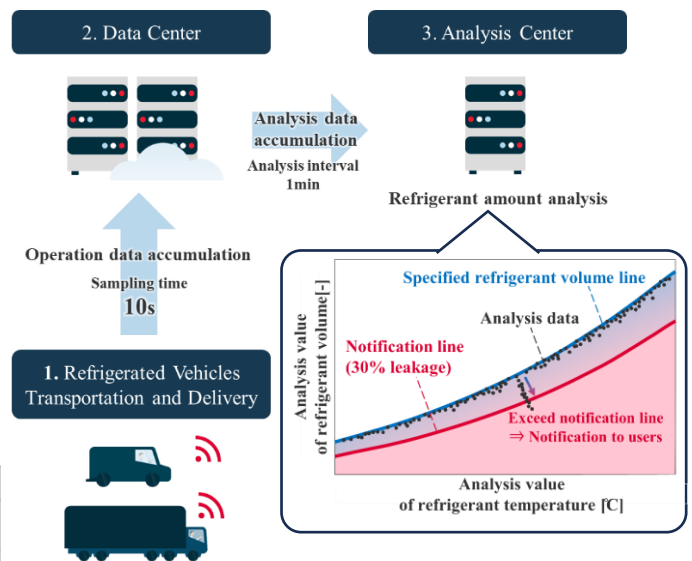 2. Data Center
3. Analysis Center
Analysis data
accumulation
Analysis interval
1min
Refrigerant amount analysis
Operation data accumulation
Sampling time
10s
1. Refrigerated Vehicles
Transportation and Delivery
Specified refrigerant volume line
Analysis data
Notification line
(30% leakage)
Exceed notification line
⇒ Notification to users
Analysis value
of refrigerant volume[-]
Analysis value
of refrigerant temperature [℃]